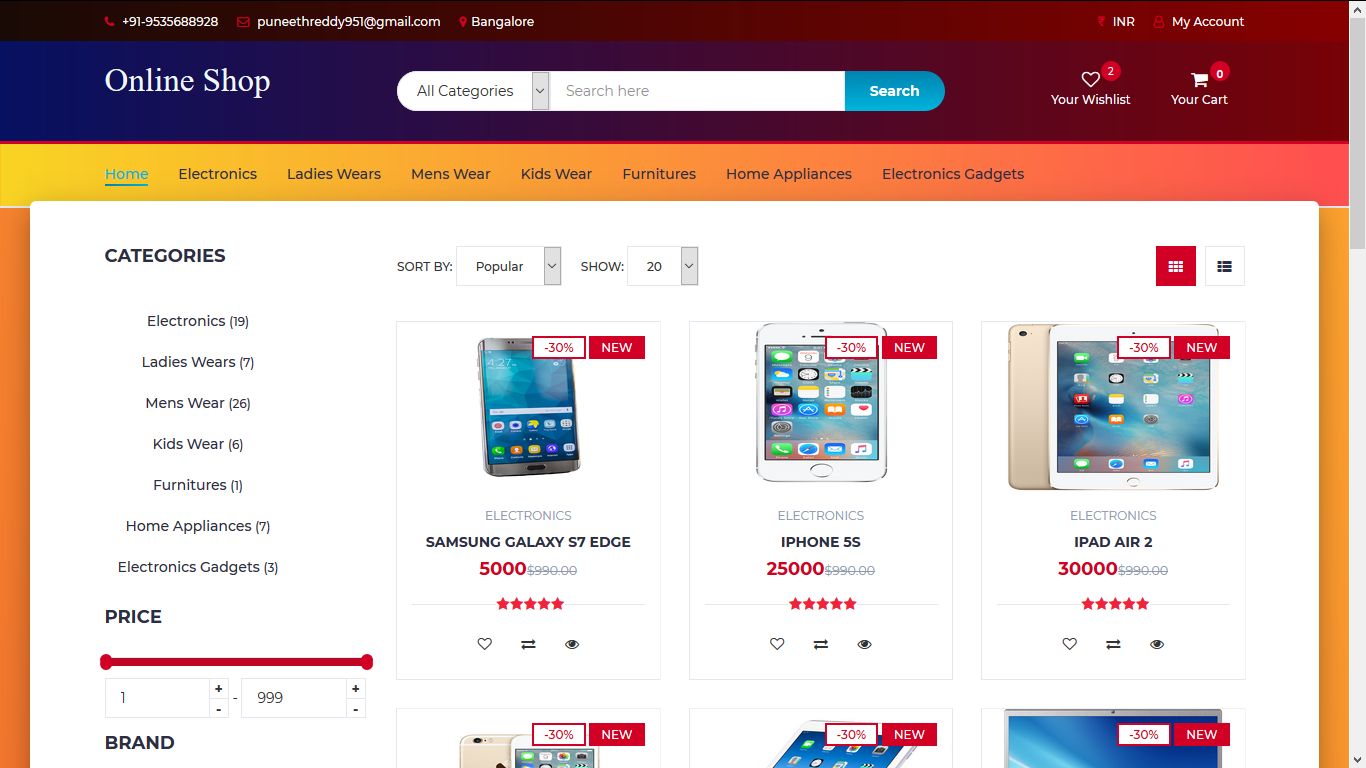 +91-9535688928 puneethreddy951@gmail.com Bangalore INR My Account
Online Shop
All Categories Search here Search
2
Your Wishlist
0
Your Cart
Home Electronics Ladies Wears Mens Wear Kids Wear Furnitures Home Appliances Electronics Gadgets
CATEGORIES
Electronics (19)
Ladies Wears (7)
Mens Wear (26)
Kids Wear (6)
Furnitures (1)
Home Appliances (7)
Electronics Gadgets (3)
PRICE
1 + - - 999 + -
BRAND
SORT BY: Popular SHOW: 20
-30% NEW
4:27
ELECTRONICS
SAMSUNG GALAXY S7 EDGE
5000$990.00
-30% NEW
ELECTRONICS
IPHONE 5S
25000$990.00
-30% NEW
ELECTRONICS
IPAD AIR 2
30000$990.00
-30% NEW
-30% NEW
-30% NEW